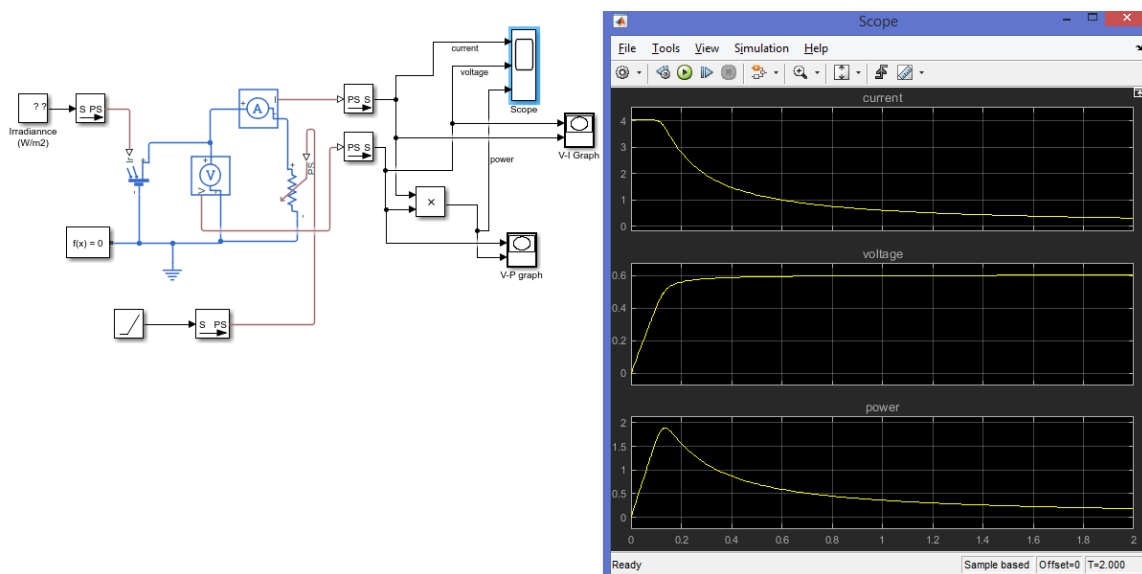 Scope
File Tools View Simulation Help
current
voltage
Scope
? ?
S PS
Irradiannce
(W/m2)
PS S
PS S
V-I Graph
power
Ir
+
-
+
A
I
+
V
V
+
-
PS
×
f(x) = 0
V-P graph
S PS
current
4
3
2
1
0
voltage
0.6
0.4
0.2
0
power
2
1.5
1
0.5
0
0 0.2 0.4 0.6 0.8 1 1.2 1.4 1.6 1.8 2
Ready Sample based Offset=0 T=2.000